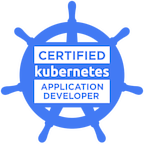 CERTIFIED
kubernetes
APPLICATION
DEVELOPER